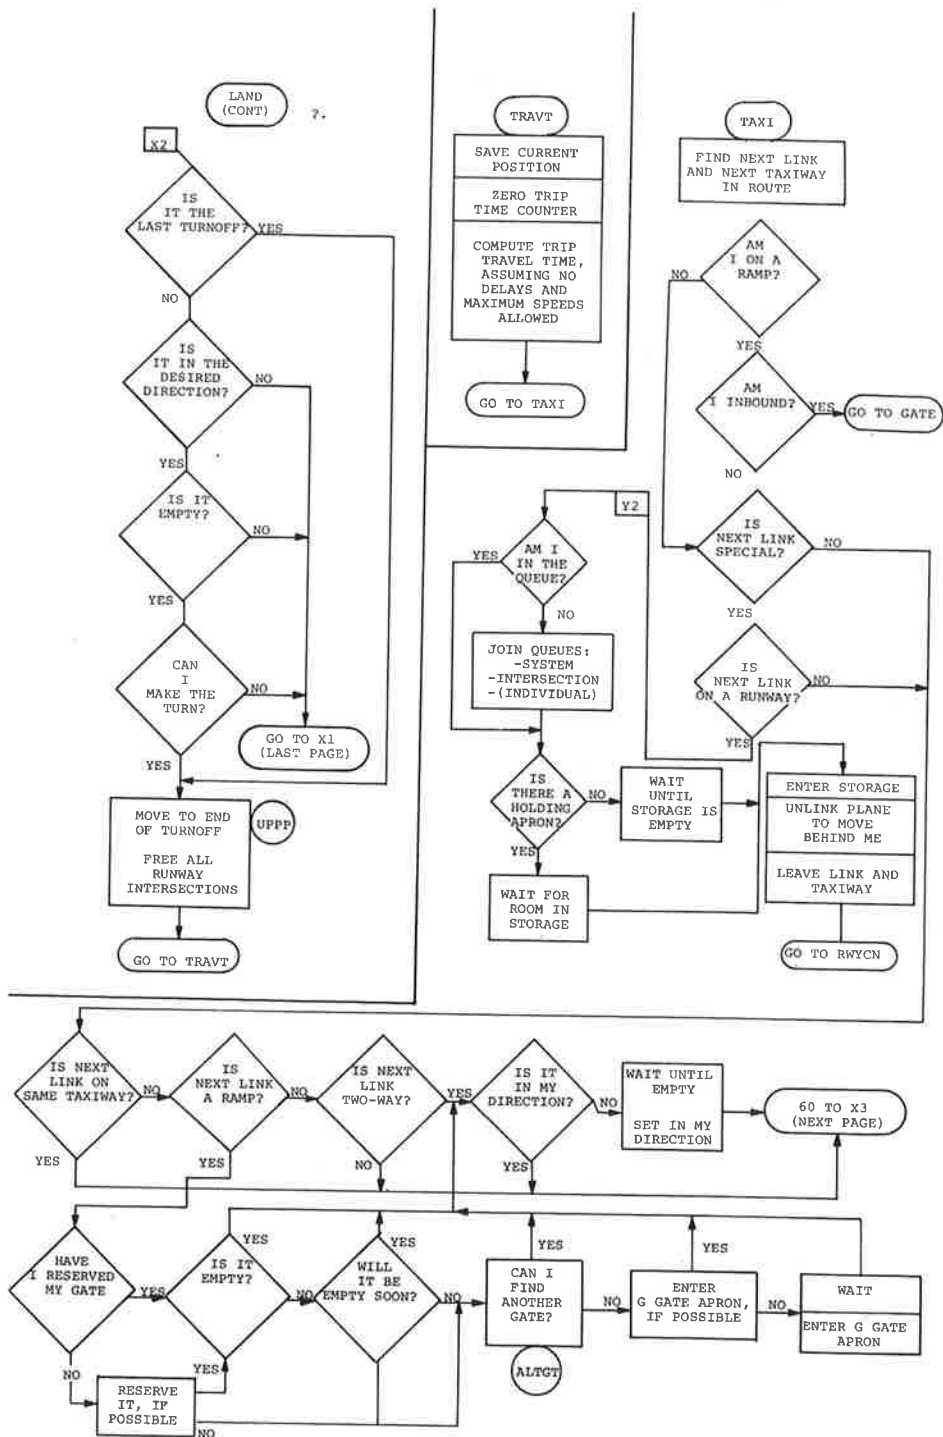 LAND
(CONT)
?.
X2
IS
IT THE
LAST TURNOFF?
YES
NO
IS
IT IN THE
DESIRED
DIRECTION?
NO
YES
IS IT
EMPTY?
NO
YES
CAN
I
MAKE THE
TURN?
NO
YES
GO TO X1
(LAST PAGE)
MOVE TO END
OF TURNOFF
FREE ALL
RUNWAY
INTERSECTIONS
UPPP
GO TO TRAVT
TRAVT
SAVE CURRENT
POSITION
ZERO TRIP
TIME COUNTER
COMPUTE TRIP
TRAVEL TIME,
ASSUMING NO
DELAYS AND
MAXIMUM SPEEDS
ALLOWED
GO TO TAXI
TAXI
FIND NEXT LINK
AND NEXT TAXIWAY
IN ROUTE
AM
I ON A
RAMP?
NO
YES
AM
I INBOUND?
YES
GO TO GATE
NO
IS
NEXT LINK
SPECIAL?
NO
YES
IS
NEXT LINK
ON A RUNWAY?
NO
YES
Y2
AM I
IN THE
QUEUE?
YES
NO
JOIN QUEUES:
-SYSTEM
-INTERSECTION
-(INDIVIDUAL)
IS
THERE A
HOLDING
APRON?
NO
YES
WAIT
UNTIL
STORAGE IS
EMPTY
WAIT FOR
ROOM IN
STORAGE
ENTER STORAGE
UNLINK PLANE
TO MOVE
BEHIND ME
LEAVE LINK AND
TAXIWAY
GO TO RWYCN
IS NEXT
LINK ON
SAME TAXIWAY?
NO
YES
IS
NEXT LINK
A RAMP?
NO
YES
IS NEXT
LINK
TWO-WAY?
YES
NO
IS IT
IN MY
DIRECTION?
NO
YES
WAIT UNTIL
EMPTY
SET IN MY
DIRECTION
60 TO X3
(NEXT PAGE)
HAVE
I RESERVED
MY GATE
YES
NO
RESERVE
IT, IF
POSSIBLE
YES
NO
IS IT
EMPTY?
YES
NO
WILL
IT BE
EMPTY SOON?
YES
NO
CAN I
FIND
ANOTHER
GATE?
YES
NO
ALTGT
ENTER
G GATE APRON,
IF POSSIBLE
YES
NO
WAIT
ENTER G GATE
APRON